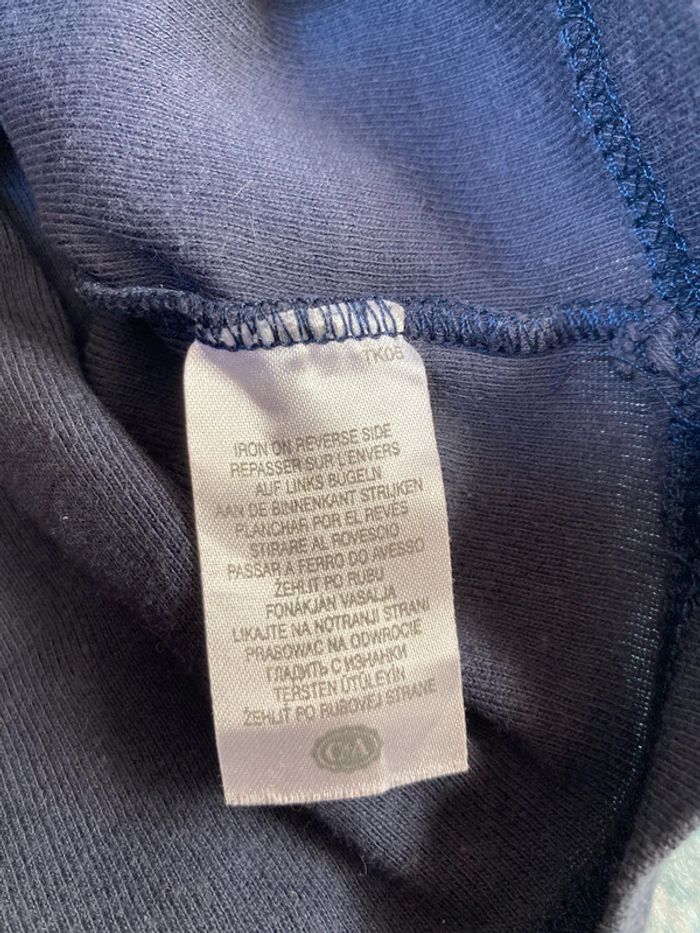 TK05
IRON ON REVERSE SIDE
REPASSER SUR L'ENVERS
AUF LINKS BÜGELN
AAN DE BINNENKANT STRIJKEN
PLANCHAR POR EL REVÉS
STIRARE AL ROVESCIO
PASSAR A FERRO DO AVESSO
ŽEHLIT PO RUBU
FONÁKJÁN VASALJA
LIKAJTE NA NOTRANJI STRANI
PRASOWAĆ NA ODWROCIE
ГЛАДИТЬ С ИЗНАНКИ
TERSTEN ÜTÜLEYİN
ŽEHLIŤ PO RUBOVEJ STRANE
C&A